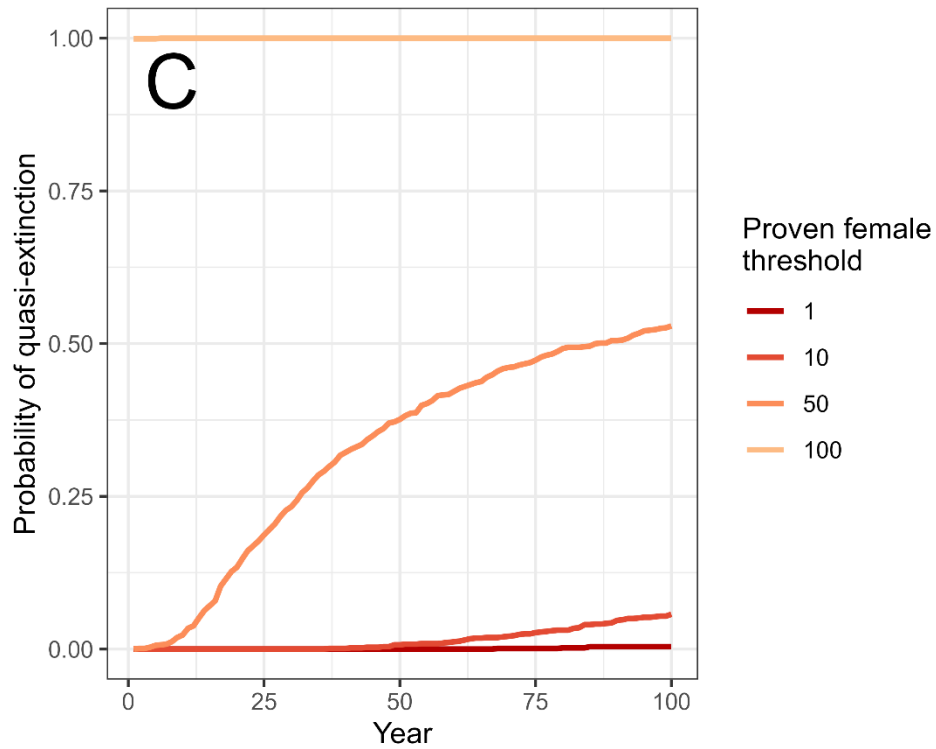 C
1.00
0.75
0.50
0.25
0.00
Probability of quasi-extinction
0 25 50 75 100
Year
Proven female
threshold
1
10
50
100